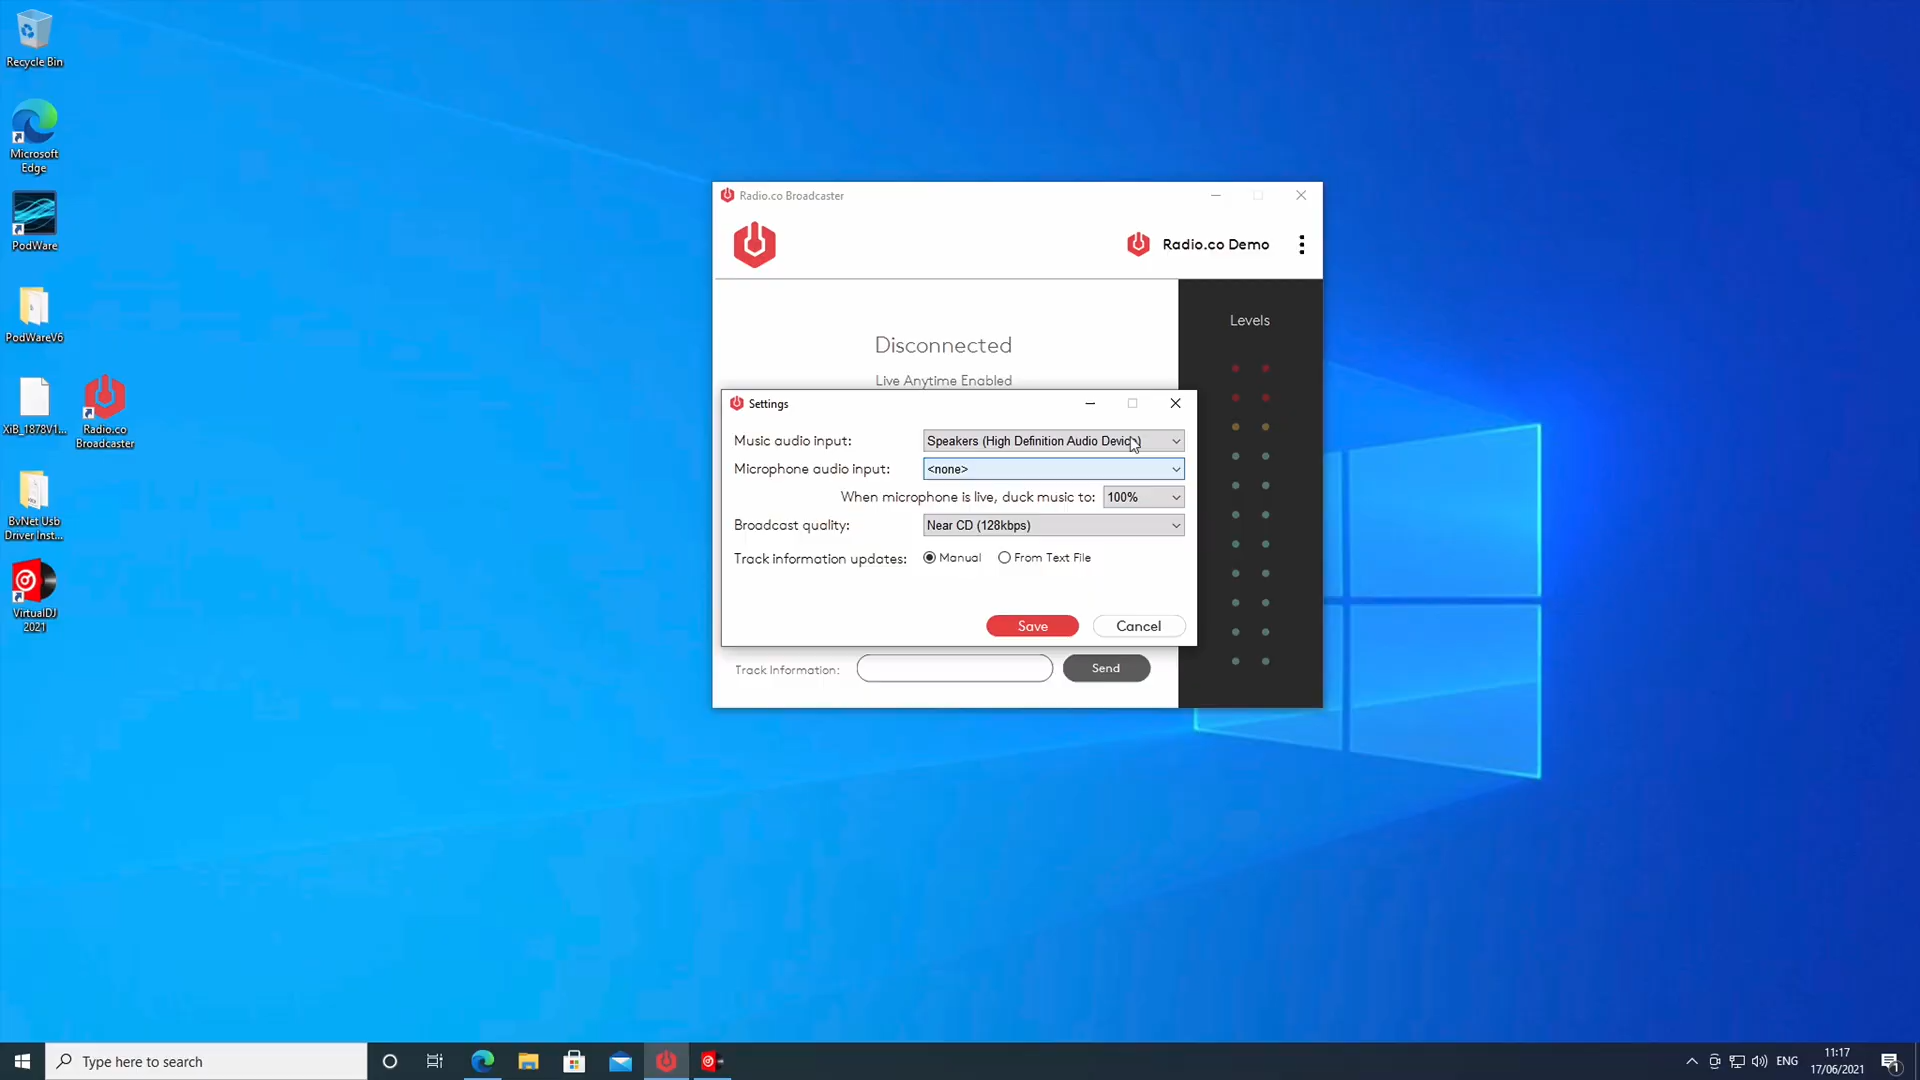 Recycle Bin
Microsoft
Edge
PodWare
PodWareV6
XiB_1878V1...
Radio.co
Broadcaster
BvNet Usb
Driver Inst...
VirtualDJ
2021
Radio.co Broadcaster
Radio.co Demo
Levels
Disconnected
Live Anytime Enabled
Settings
Music audio input: Speakers (High Definition Audio Device)
Microphone audio input: <none>
When microphone is live, duck music to: 100%
Broadcast quality: Near CD (128kbps)
Track information updates: Manual From Text File
Save Cancel
Track Information: Send
Type here to search
ENG
11:17
17/06/2021
1